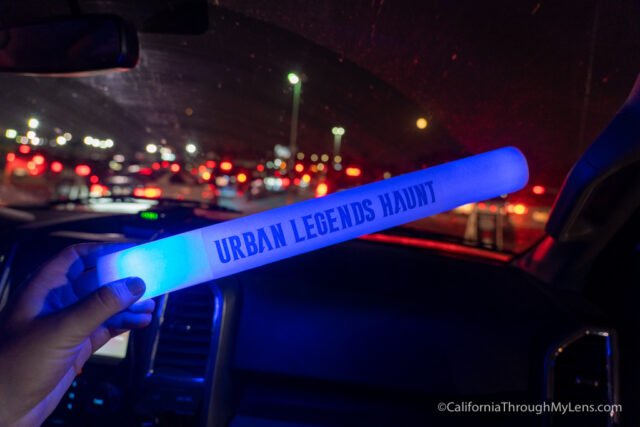 URBAN LEGENDS HAUNT
©CaliforniaThroughMyLens.com